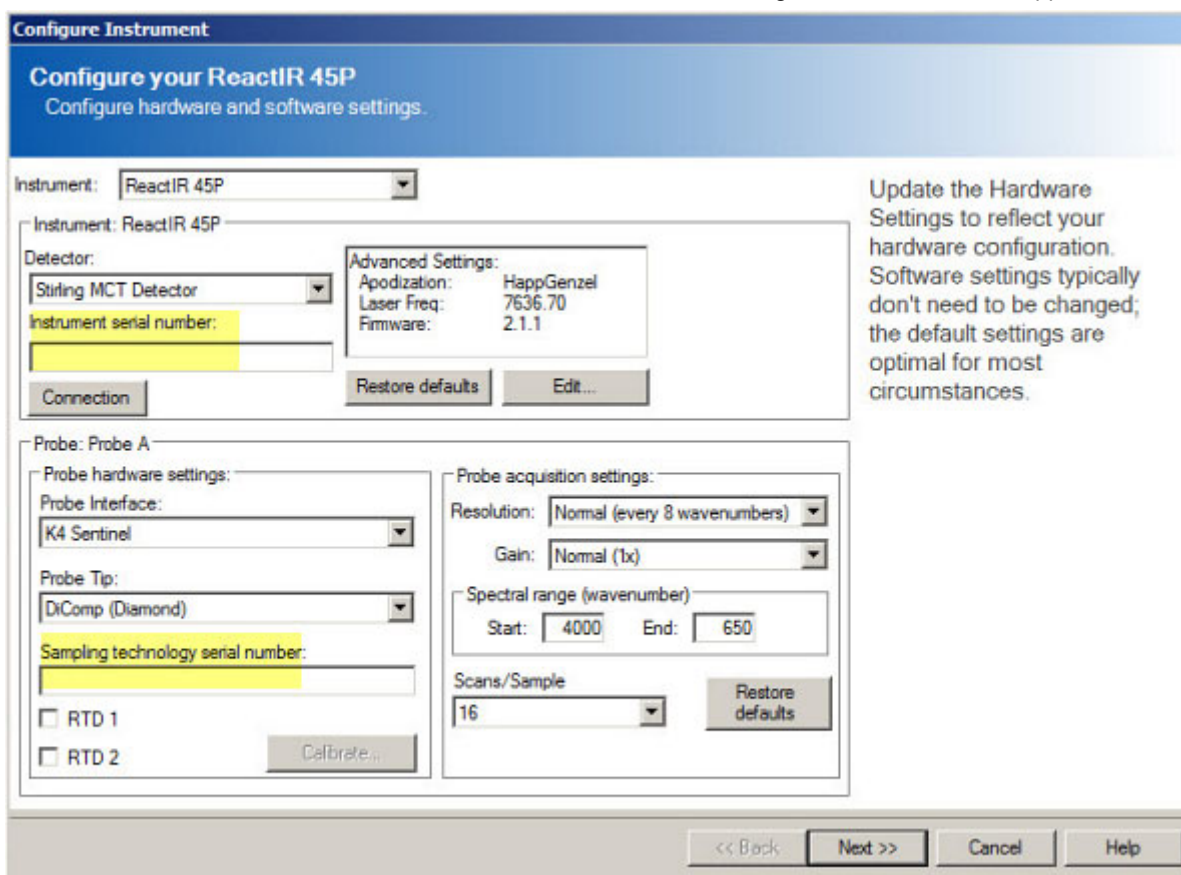 Configure Instrument
Configure your ReactIR 45P
Configure hardware and software settings.
Instrument: ReactIR 45P
Instrument: ReactIR 45P
Detector:
Stirling MCT Detector
Instrument serial number:
Connection
Advanced Settings:
Apodization: HappGenzel
Laser Freq: 7636.70
Firmware: 2.1.1
Restore defaults Edit...
Probe: Probe A
Probe hardware settings:
Probe Interface:
K4 Sentinel
Probe Tip:
DiComp (Diamond)
Sampling technology serial number:
RTD 1
RTD 2
Calibrate...
Probe acquisition settings:
Resolution: Normal (every 8 wavenumbers)
Gain: Normal (1x)
Spectral range (wavenumber)
Start: 4000 End: 650
Scans/Sample
16
Restore
defaults
Update the Hardware
Settings to reflect your
hardware configuration.
Software settings typically
don't need to be changed;
the default settings are
optimal for most
circumstances.
<< Back Next >> Cancel Help